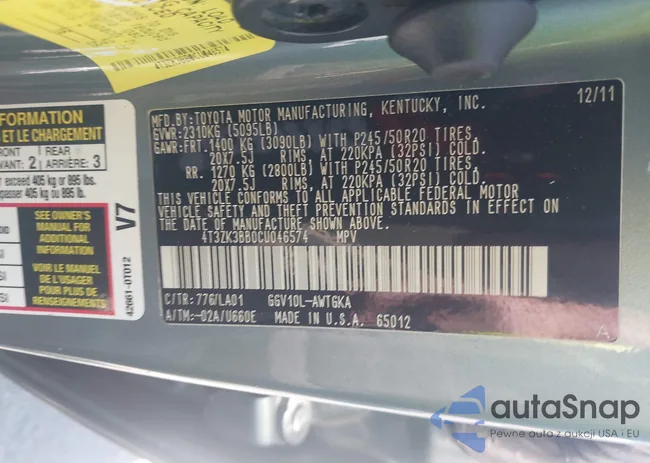 4T3ZK3BB0CU046574
FORMATION
ET LE CHARGEMENT
FRONT | REAR
AVANT: 2 | ARRIÈRE: 3
exceed 405 kg or 895 lbs.
405 kg ou 895 lb.
SEE OWNER'S
MANUAL FOR
ADDITIONAL
INFORMATION
VOIR LE MANUEL
DE L'USAGER
POUR PLUS DE
RENSEIGNEMENTS
V7
42661-0T012
MFD.BY:TOYOTA MOTOR MANUFACTURING, KENTUCKY, INC. 12/11
GVWR:2310KG (5095LB)
GAWR:FRT.1400 KG (3090LB) WITH P245/50R20 TIRES,
20X7.5J RIMS, AT 220KPA (32PSI) COLD.
RR. 1270 KG (2800LB) WITH P245/50R20 TIRES,
20X7.5J RIMS, AT 220KPA (32PSI) COLD.
THIS VEHICLE CONFORMS TO ALL APPLICABLE FEDERAL MOTOR
VEHICLE SAFETY AND THEFT PREVENTION STANDARDS IN EFFECT ON
THE DATE OF MANUFACTURE SHOWN ABOVE.
4T3ZK3BB0CU046574 MPV
C/TR:776/LA01 GGV10L-AWTGKA
A/TM:-02A/U660E MADE IN U.S.A. 65012
A
autoSnap
Pewne auta z aukcji USA i EU